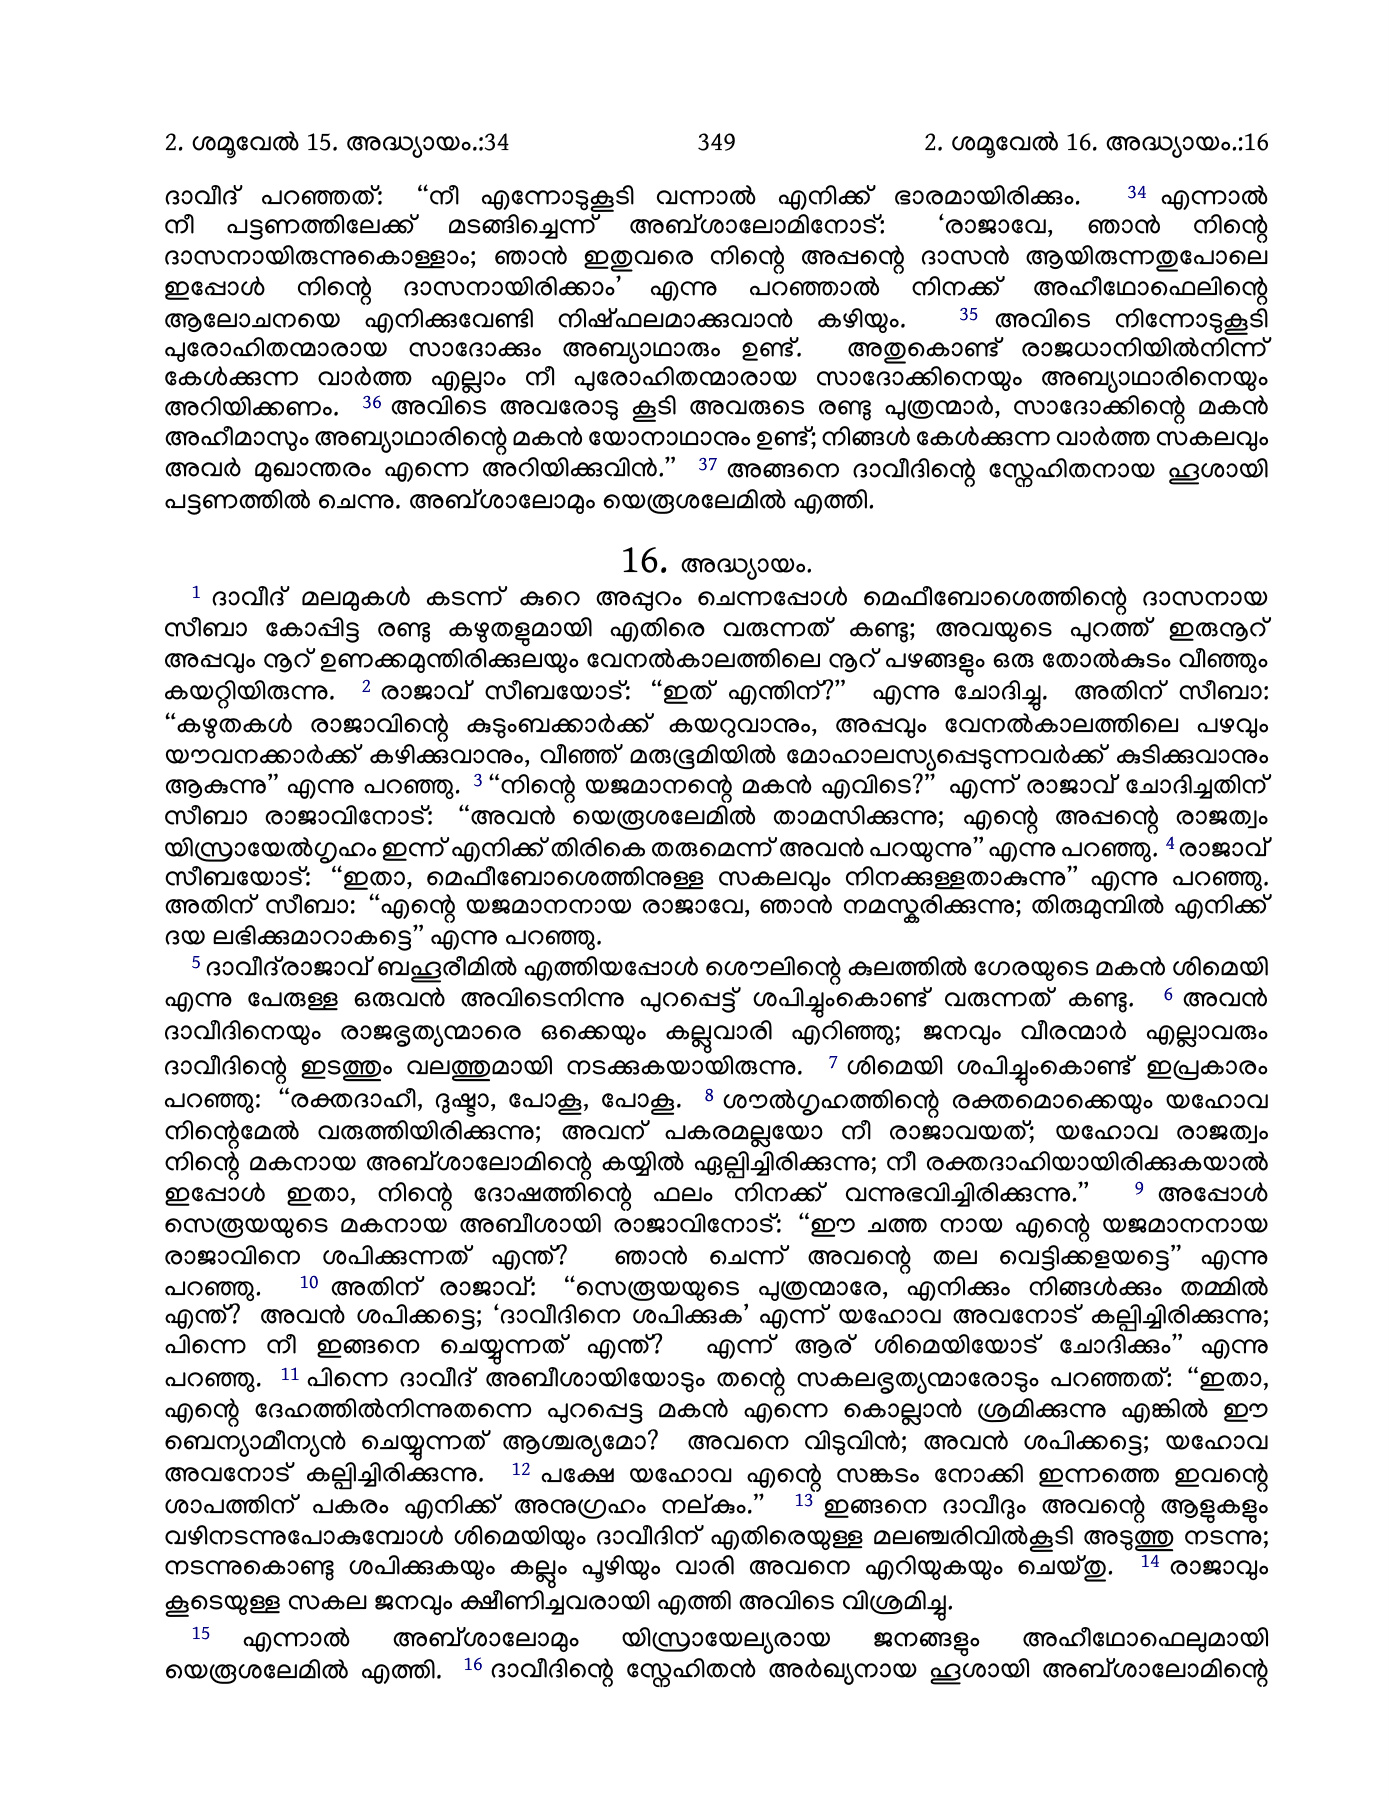 2. ശമൂവേൽ 15. അദ്ധ്യായം.:34 349 2. ശമൂവേൽ 16. അദ്ധ്യായം.:16
ദാവീദ് പറഞ്ഞത്: “നീ എന്നോടുകൂടി വന്നാൽ എനിക്ക് ഭാരമായിരിക്കും. 34 എന്നാൽ
നീ പട്ടണത്തിലേക്ക് മടങ്ങിച്ചെന്ന് അബ്ശാലോമിനോട്: ‘രാജാവേ, ഞാൻ നിന്റെ
ദാസനായിരുന്നുകൊള്ളാം; ഞാൻ ഇതുവരെ നിന്റെ അപ്പന്റെ ദാസൻ ആയിരുന്നതുപോലെ
ഇപ്പോൾ നിന്റെ ദാസനായിരിക്കാം’ എന്നു പറഞ്ഞാൽ നിനക്ക് അഹീഥോഫെലിന്റെ
ആലോചനയെ എനിക്കുവേണ്ടി നിഷ്ഫലമാക്കുവാൻ കഴിയും. 35 അവിടെ നിന്നോടുകൂടി
പുരോഹിതന്മാരായ സാദോക്കും അബ്യാഥാരും ഉണ്ട്. അതുകൊണ്ട് രാജധാനിയിൽനിന്ന്
കേൾക്കുന്ന വാർത്ത എല്ലാം നീ പുരോഹിതന്മാരായ സാദോക്കിനെയും അബ്യാഥാരിനെയും
അറിയിക്കണം. 36 അവിടെ അവരോടു കൂടി അവരുടെ രണ്ടു പുത്രന്മാർ, സാദോക്കിന്റെ മകൻ
അഹീമാസും അബ്യാഥാരിന്റെ മകൻ യോനാഥാനും ഉണ്ട്; നിങ്ങൾ കേൾക്കുന്ന വാർത്ത സകലവും
അവർ മുഖാന്തരം എന്നെ അറിയിക്കുവിൻ.” 37 അങ്ങനെ ദാവീദിന്റെ സ്നേഹിതനായ ഹൂശായി
പട്ടണത്തിൽ ചെന്നു. അബ്ശാലോമും യെരൂശലേമിൽ എത്തി.
16. അദ്ധ്യായം.
1 ദാവീദ് മലമുകൾ കടന്ന് കുറെ അപ്പുറം ചെന്നപ്പോൾ മെഫീബോശെത്തിന്റെ ദാസനായ
സീബാ കോപ്പിട്ട രണ്ടു കഴുതളുമായി എതിരെ വരുന്നത് കണ്ടു; അവയുടെ പുറത്ത് ഇരുനൂറ്
അപ്പവും നൂറ് ഉണക്കമുന്തിരിക്കുലയും വേനൽകാലത്തിലെ നൂറ് പഴങ്ങളും ഒരു തോൽകുടം വീഞ്ഞും
കയറ്റിയിരുന്നു. 2 രാജാവ് സീബയോട്: “ഇത് എന്തിന്?” എന്നു ചോദിച്ചു. അതിന് സീബാ:
“കഴുതകൾ രാജാവിന്റെ കുടുംബക്കാർക്ക് കയറുവാനും, അപ്പവും വേനൽകാലത്തിലെ പഴവും
യൗവനക്കാർക്ക് കഴിക്കുവാനും, വീഞ്ഞ് മരുഭൂമിയിൽ മോഹാലസ്യപ്പെടുന്നവർക്ക് കുടിക്കുവാനും
ആകുന്നു” എന്നു പറഞ്ഞു. 3 “നിന്റെ യജമാനന്റെ മകൻ എവിടെ?” എന്ന് രാജാവ് ചോദിച്ചതിന്
സീബാ രാജാവിനോട്: “അവൻ യെരൂശലേമിൽ താമസിക്കുന്നു; എന്റെ അപ്പന്റെ രാജത്വം
യിസ്രായേൽഗൃഹം ഇന്ന് എനിക്ക് തിരികെ തരുമെന്ന് അവൻ പറയുന്നു” എന്നു പറഞ്ഞു. 4 രാജാവ്
സീബയോട്: “ഇതാ, മെഫീബോശെത്തിനുള്ള സകലവും നിനക്കുള്ളതാകുന്നു” എന്നു പറഞ്ഞു.
അതിന് സീബാ: “എന്റെ യജമാനനായ രാജാവേ, ഞാൻ നമസ്കരിക്കുന്നു; തിരുമുമ്പിൽ എനിക്ക്
ദയ ലഭിക്കുമാറാകട്ടെ” എന്നു പറഞ്ഞു.
5 ദാവീദ്‌രാജാവ് ബഹൂരീമിൽ എത്തിയപ്പോൾ ശൌലിന്റെ കുലത്തിൽ ഗേരയുടെ മകൻ ശിമെയി
എന്നു പേരുള്ള ഒരുവൻ അവിടെനിന്നു പുറപ്പെട്ട് ശപിച്ചുംകൊണ്ട് വരുന്നത് കണ്ടു. 6 അവൻ
ദാവീദിനെയും രാജഭൃത്യന്മാരെ ഒക്കെയും കല്ലുവാരി എറിഞ്ഞു; ജനവും വീരന്മാർ എല്ലാവരും
ദാവീദിന്റെ ഇടത്തും വലത്തുമായി നടക്കുകയായിരുന്നു. 7 ശിമെയി ശപിച്ചുംകൊണ്ട് ഇപ്രകാരം
പറഞ്ഞു: “രക്തദാഹീ, ദുഷ്ടാ, പോകൂ, പോകൂ. 8 ശൗൽഗൃഹത്തിന്റെ രക്തമൊക്കെയും യഹോവ
നിന്റെമേൽ വരുത്തിയിരിക്കുന്നു; അവന് പകരമല്ലയോ നീ രാജാവയത്; യഹോവ രാജത്വം
നിന്റെ മകനായ അബ്ശാലോമിന്റെ കയ്യിൽ ഏല്പിച്ചിരിക്കുന്നു; നീ രക്തദാഹിയായിരിക്കുകയാൽ
ഇപ്പോൾ ഇതാ, നിന്റെ ദോഷത്തിന്റെ ഫലം നിനക്ക് വന്നുഭവിച്ചിരിക്കുന്നു.” 9 അപ്പോൾ
സെരൂയയുടെ മകനായ അബീശായി രാജാവിനോട്: “ഈ ചത്ത നായ എന്റെ യജമാനനായ
രാജാവിനെ ശപിക്കുന്നത് എന്ത്? ഞാൻ ചെന്ന് അവന്റെ തല വെട്ടിക്കളയട്ടെ” എന്നു
പറഞ്ഞു. 10 അതിന് രാജാവ്: “സെരൂയയുടെ പുത്രന്മാരേ, എനിക്കും നിങ്ങൾക്കും തമ്മിൽ
എന്ത്? അവൻ ശപിക്കട്ടെ; ‘ദാവീദിനെ ശപിക്കുക’ എന്ന് യഹോവ അവനോട് കല്പിച്ചിരിക്കുന്നു;
പിന്നെ നീ ഇങ്ങനെ ചെയ്യുന്നത് എന്ത്? എന്ന് ആര് ശിമെയിയോട് ചോദിക്കും” എന്നു
പറഞ്ഞു. 11 പിന്നെ ദാവീദ് അബീശായിയോടും തന്റെ സകലഭൃത്യന്മാരോടും പറഞ്ഞത്: “ഇതാ,
എന്റെ ദേഹത്തിൽനിന്നുതന്നെ പുറപ്പെട്ട മകൻ എന്നെ കൊല്ലാൻ ശ്രമിക്കുന്നു എങ്കിൽ ഈ
ബെന്യാമീന്യൻ ചെയ്യുന്നത് ആശ്ചര്യമോ? അവനെ വിടുവിൻ; അവൻ ശപിക്കട്ടെ; യഹോവ
അവനോട് കല്പിച്ചിരിക്കുന്നു. 12 പക്ഷേ യഹോവ എന്റെ സങ്കടം നോക്കി ഇന്നത്തെ ഇവന്റെ
ശാപത്തിന് പകരം എനിക്ക് അനുഗ്രഹം നല്കും.” 13 ഇങ്ങനെ ദാവീദും അവന്റെ ആളുകളും
വഴിനടന്നുപോകുമ്പോൾ ശിമെയിയും ദാവീദിന് എതിരെയുള്ള മലഞ്ചരിവിൽകൂടി അടുത്തു നടന്നു;
നടന്നുകൊണ്ടു ശപിക്കുകയും കല്ലും പൂഴിയും വാരി അവനെ എറിയുകയും ചെയ്തു. 14 രാജാവും
കൂടെയുള്ള സകല ജനവും ക്ഷീണിച്ചവരായി എത്തി അവിടെ വിശ്രമിച്ചു.
15 എന്നാൽ അബ്ശാലോമും യിസ്രായേല്യരായ ജനങ്ങളും അഹീഥോഫെലുമായി
യെരൂശലേമിൽ എത്തി. 16 ദാവീദിന്റെ സ്നേഹിതൻ അർഖ്യനായ ഹൂശായി അബ്ശാലോമിന്റെ